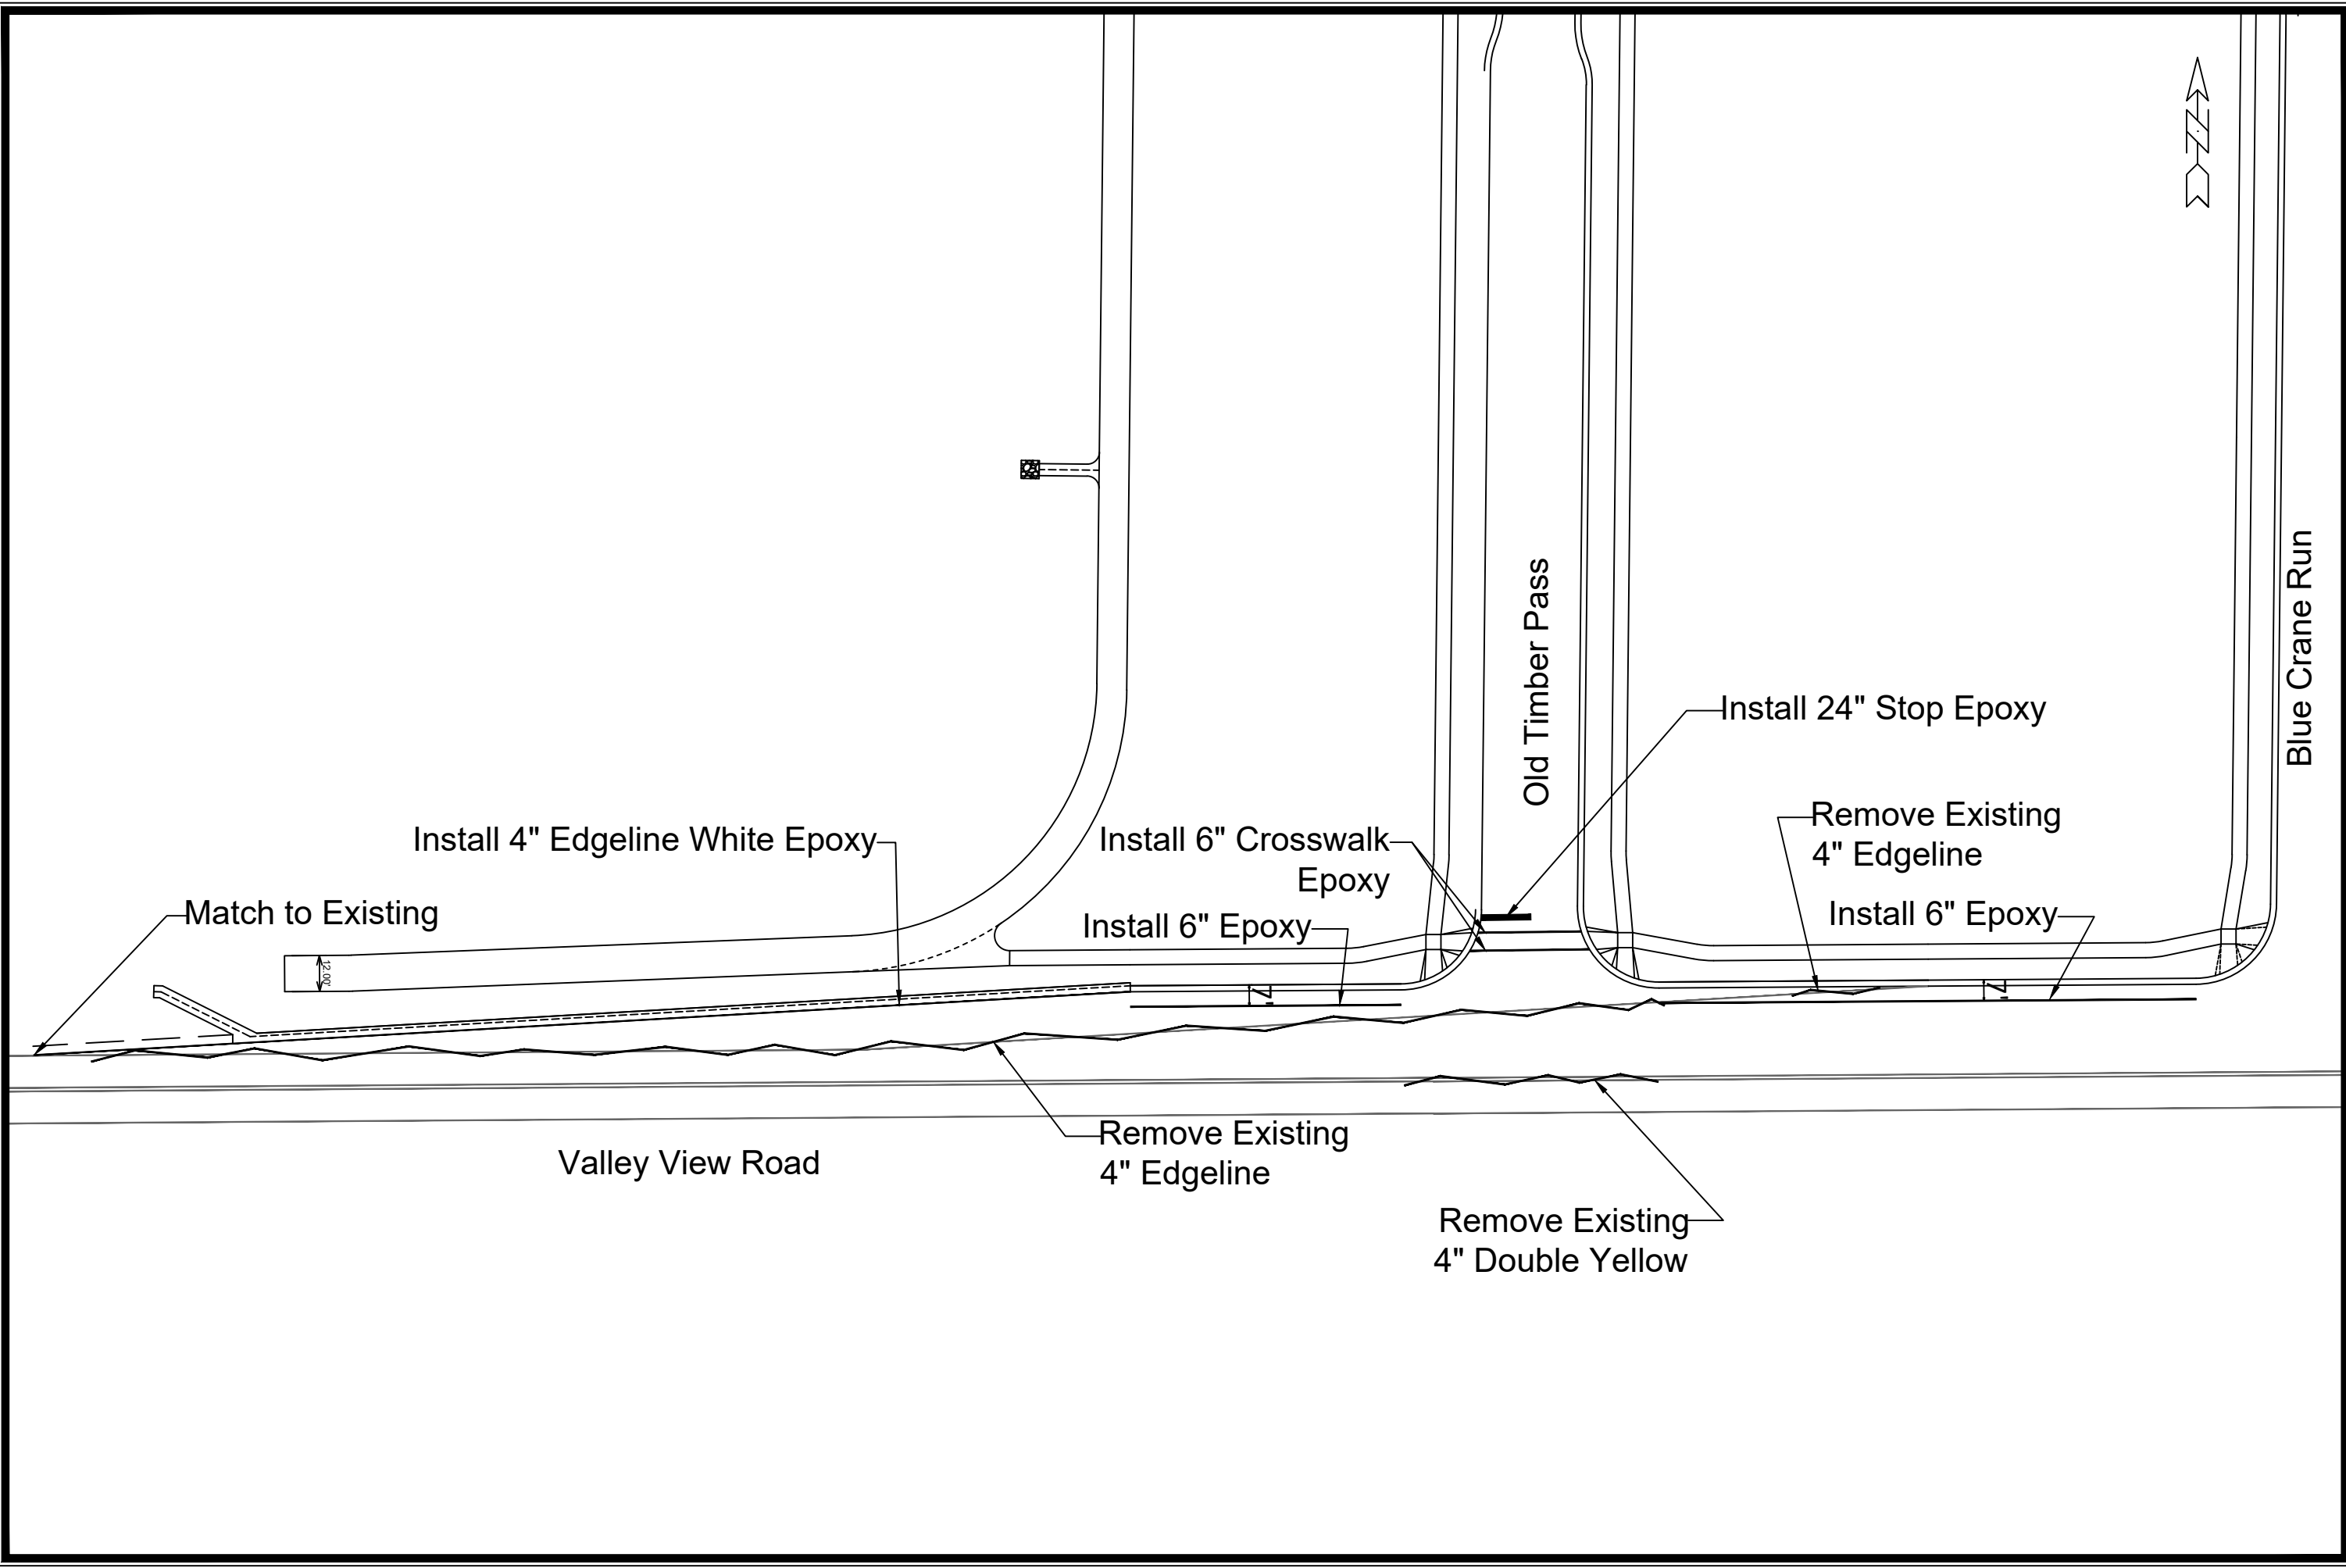 N
Old Timber Pass
Blue Crane Run
Install 24" Stop Epoxy
Remove Existing
4" Edgeline
Install 4" Edgeline White Epoxy
Install 6" Crosswalk
Epoxy
Match to Existing
Install 6" Epoxy
Install 6" Epoxy
12.00'
7'
7'
Remove Existing
4" Edgeline
Valley View Road
Remove Existing
4" Double Yellow